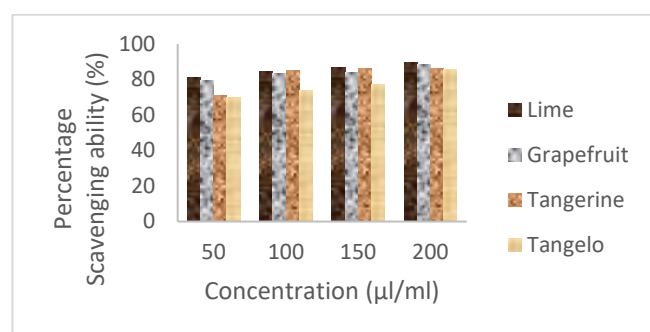 Percentage
Scavenging ability (%)
100
80
60
40
20
0
50 100 150 200
Concentration (µl/ml)
Lime
Grapefruit
Tangerine
Tangelo